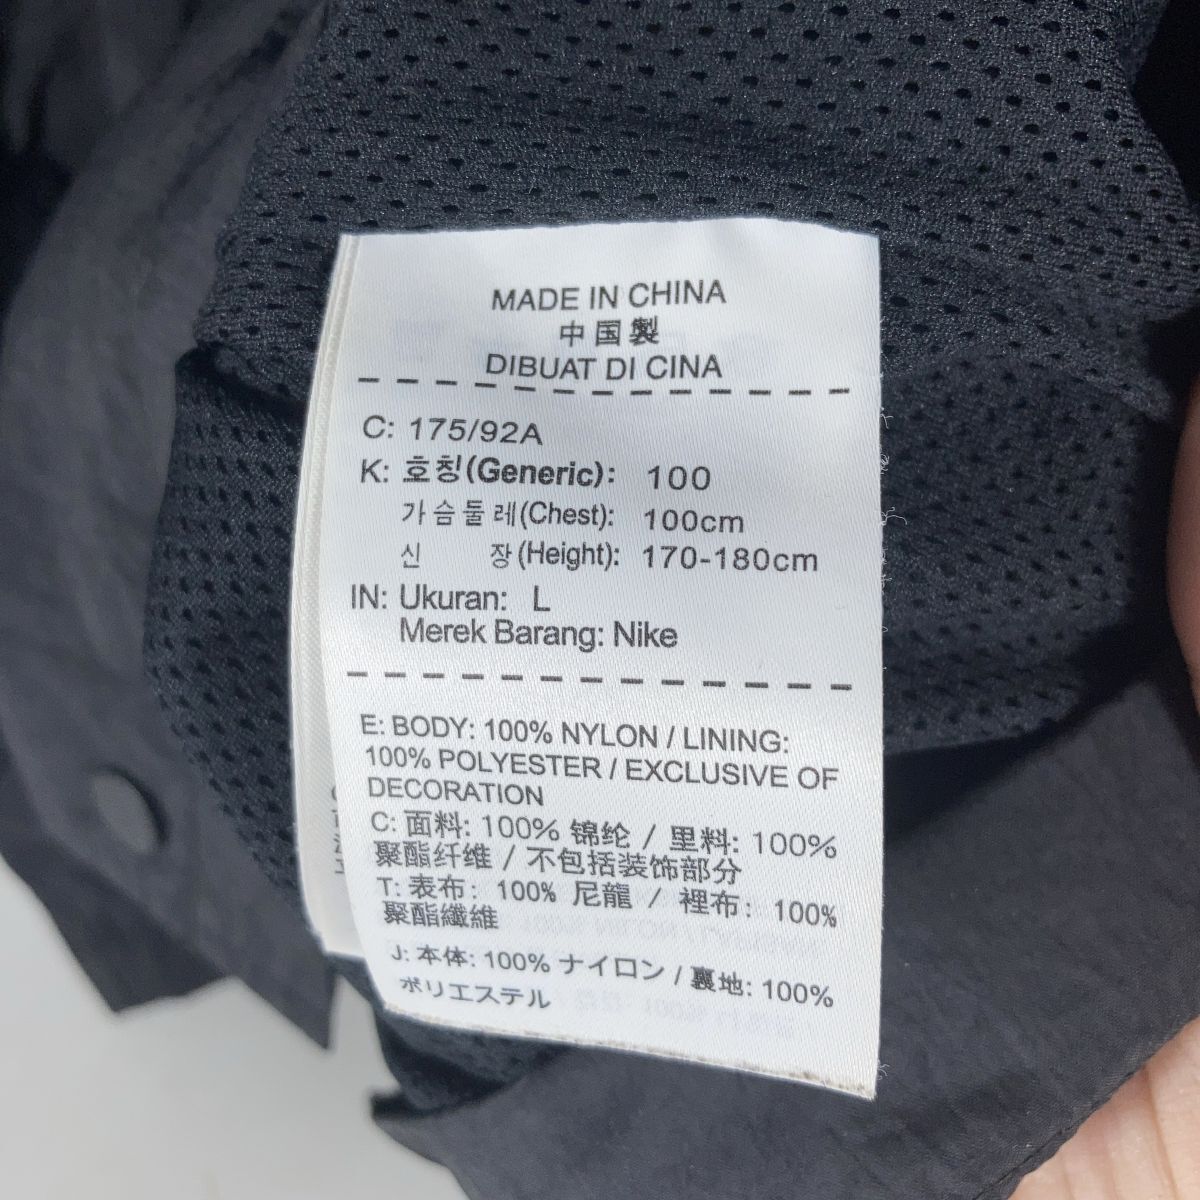 MADE IN CHINA
中国製
DIBUAT DI CINA
C: 175/92A
K: 호칭(Generic): 100
가슴둘레(Chest): 100cm
신 장(Height): 170-180cm
IN: Ukuran: L
Merek Barang: Nike
E: BODY: 100% NYLON / LINING:
100% POLYESTER / EXCLUSIVE OF
DECORATION
C: 面料: 100% 锦纶 / 里料: 100%
聚酯纤维 / 不包括装饰部分
T: 表布: 100% 尼龍 / 裡布: 100%
聚酯纖維
J: 本体: 100% ナイロン / 裏地: 100%
ポリエステル